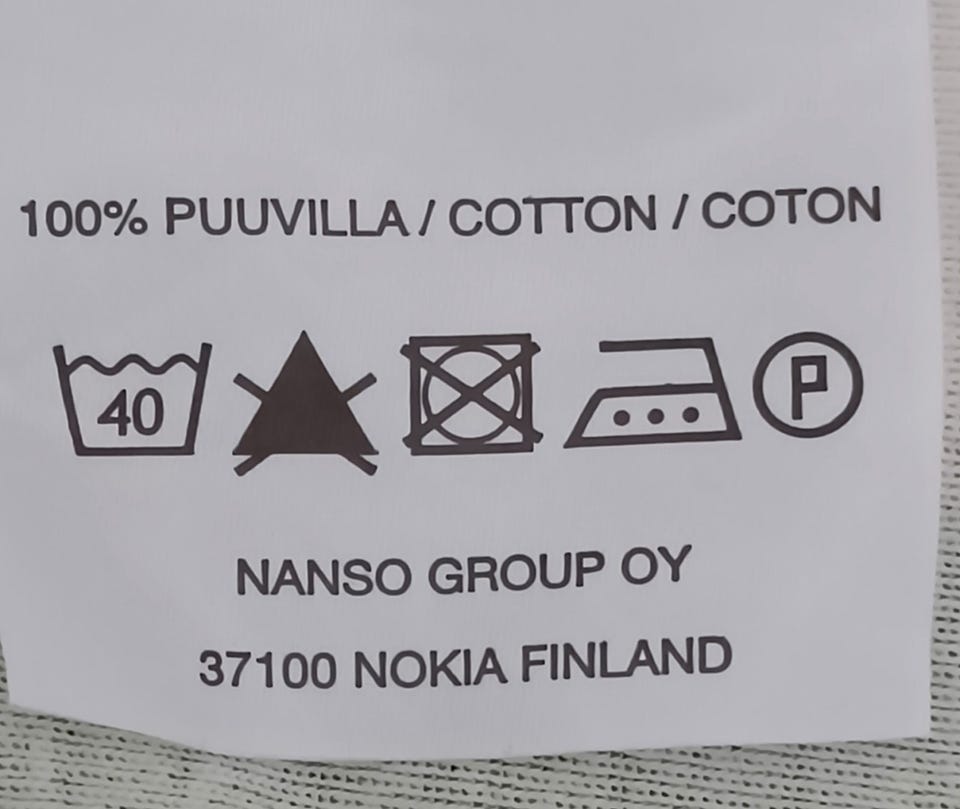 100% PUUVILLA / COTTON / COTON
40 P
NANSO GROUP OY
37100 NOKIA FINLAND